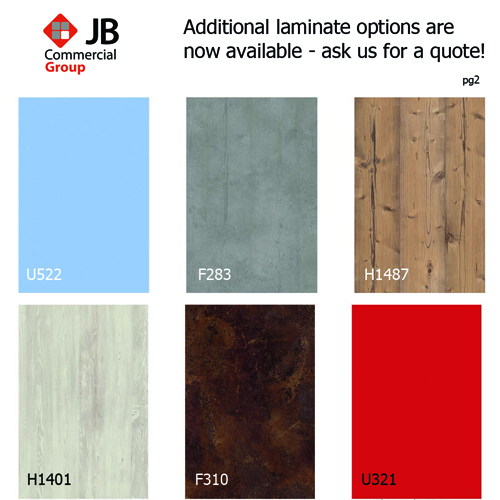 JB
Commercial
Group
Additional laminate options are
now available - ask us for a quote!
pg2
U522
F283
H1487
H1401
F310
U321